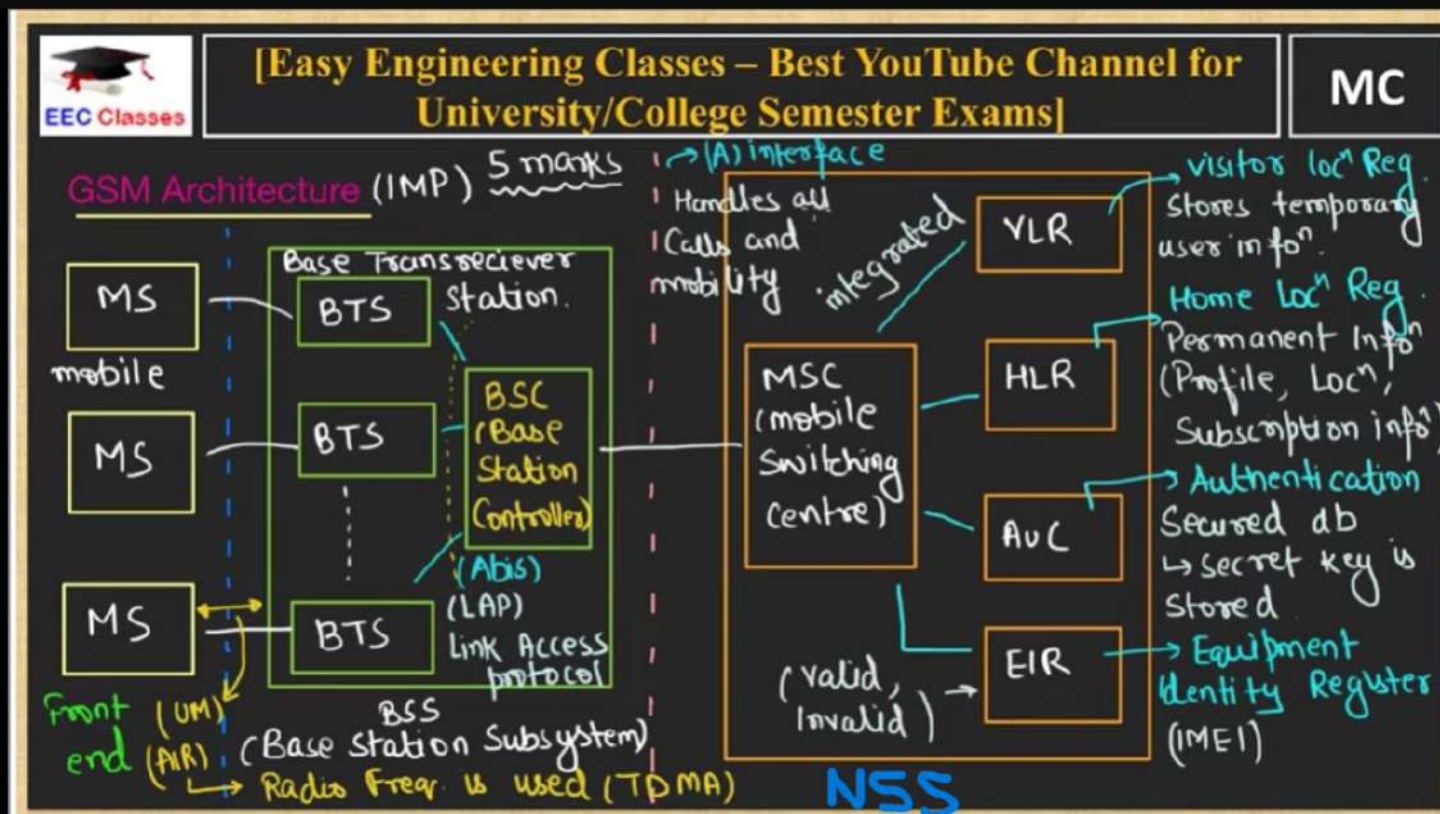 [Easy Engineering Classes – Best YouTube Channel for
University/College Semester Exams]
EEC Classes
MC
GSM Architecture (IMP) 5 marks
(A) interface
Handles all
Calls and
mobility
MS
mobile
MS
MS
Base Transreciever
Station.
BTS
BTS
BTS
BSC
(Base
Station
Controller)
(Abis)
(LAP)
Link Access
protocol
BSS
(Base Station Subsystem)
Front
end
(UM)
(AIR)
Radio Freq. is used (TDMA)
integrated
MSC
(mobile
Switching
Centre)
VLR
HLR
AUC
EIR
(Valid,
Invalid)
NSS
Visitor locⁿ Reg.
Stores temporary
user infoⁿ.
Home Locⁿ Reg.
Permanent Infoⁿ
(Profile, Locⁿ,
Subscription infoⁿ)
Authentication
Secured db
↳ secret key is
Stored
Equipment
Identity Register
(IMEI)